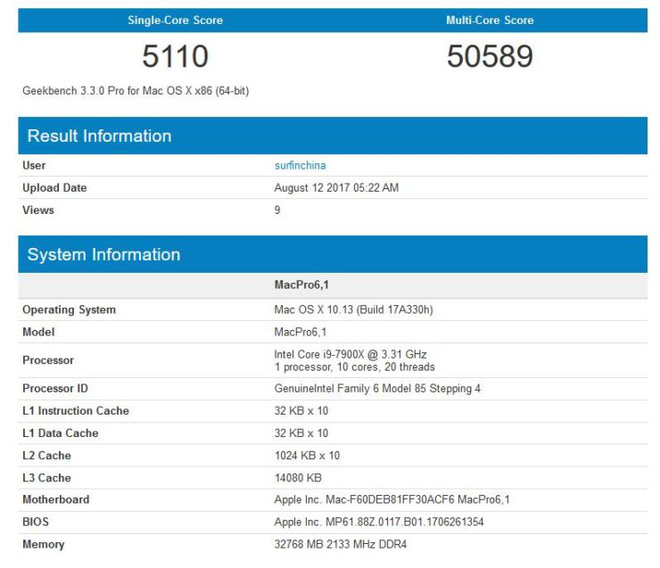 Single-Core Score Multi-Core Score
5110 50589
Geekbench 3.3.0 Pro for Mac OS X x86 (64-bit)
Result Information
User surfinchina
Upload Date August 12 2017 05:22 AM
Views 9
System Information
MacPro6,1
Operating System Mac OS X 10.13 (Build 17A330h)
Model MacPro6,1
Processor Intel Core i9-7900X @ 3.31 GHz
1 processor, 10 cores, 20 threads
Processor ID GenuineIntel Family 6 Model 85 Stepping 4
L1 Instruction Cache 32 KB x 10
L1 Data Cache 32 KB x 10
L2 Cache 1024 KB x 10
L3 Cache 14080 KB
Motherboard Apple Inc. Mac-F60DEB81FF30ACF6 MacPro6,1
BIOS Apple Inc. MP61.88Z.0117.B01.1706261354
Memory 32768 MB 2133 MHz DDR4